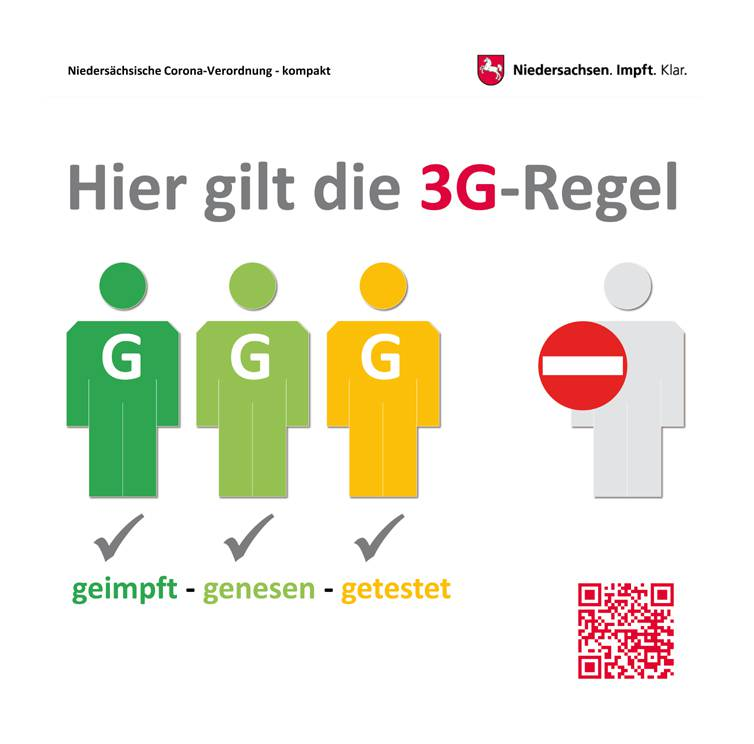 Niedersächsische Corona-Verordnung - kompakt
Niedersachsen. Impft. Klar.
Hier gilt die 3G-Regel
G G G
geimpft - genesen - getestet